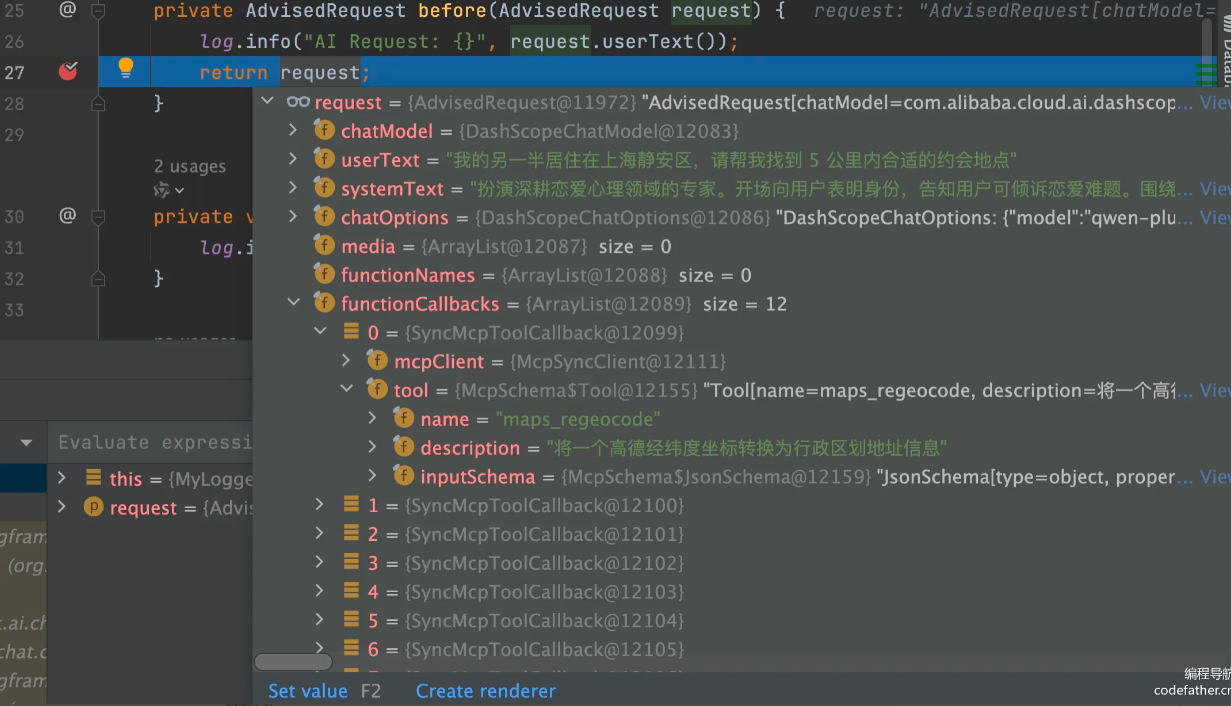 25 @ private AdvisedRequest before(AdvisedRequest request) { request: "AdvisedRequest[chatModel=
26 log.info("AI Request: {}", request.userText());
27 return request;
28 }
29
2 usages
30 @ private v
31 log.i
32 }
33
request = {AdvisedRequest@11972} "AdvisedRequest[chatModel=com.alibaba.cloud.ai.dashscop... View
chatModel = {DashScopeChatModel@12083}
userText = "我的另一半居住在上海静安区，请帮我找到 5 公里内合适的约会地点"
systemText = "扮演深耕恋爱心理领域的专家。开场向用户表明身份，告知用户可倾诉恋爱难题。围绕... View
chatOptions = {DashScopeChatOptions@12086} "DashScopeChatOptions: {"model":"qwen-plu... View
media = {ArrayList@12087} size = 0
functionNames = {ArrayList@12088} size = 0
functionCallbacks = {ArrayList@12089} size = 12
0 = {SyncMcpToolCallback@12099}
mcpClient = {McpSyncClient@12111}
tool = {McpSchema$Tool@12155} "Tool[name=maps_regeocode, description=将一个高德... View
name = "maps_regeocode"
description = "将一个高德经纬度坐标转换为行政区划地址信息"
inputSchema = {McpSchema$JsonSchema@12159} "JsonSchema[type=object, proper... View
1 = {SyncMcpToolCallback@12100}
2 = {SyncMcpToolCallback@12101}
3 = {SyncMcpToolCallback@12102}
4 = {SyncMcpToolCallback@12103}
5 = {SyncMcpToolCallback@12104}
6 = {SyncMcpToolCallback@12105}
Set value F2 Create renderer
Evaluate expressi
this = {MyLogge
request = {Advis
gfram
(org.
.ai.ch
chat.c
gfram
Databa
编程导航
codefather.cn